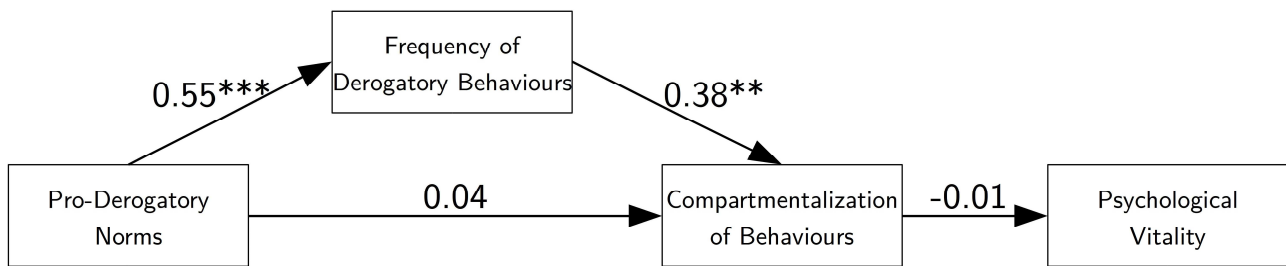 Frequency of
Derogatory Behaviours
0.55***
0.38**
Pro-Derogatory
Norms
0.04
Compartmentalization
of Behaviours
-0.01
Psychological
Vitality